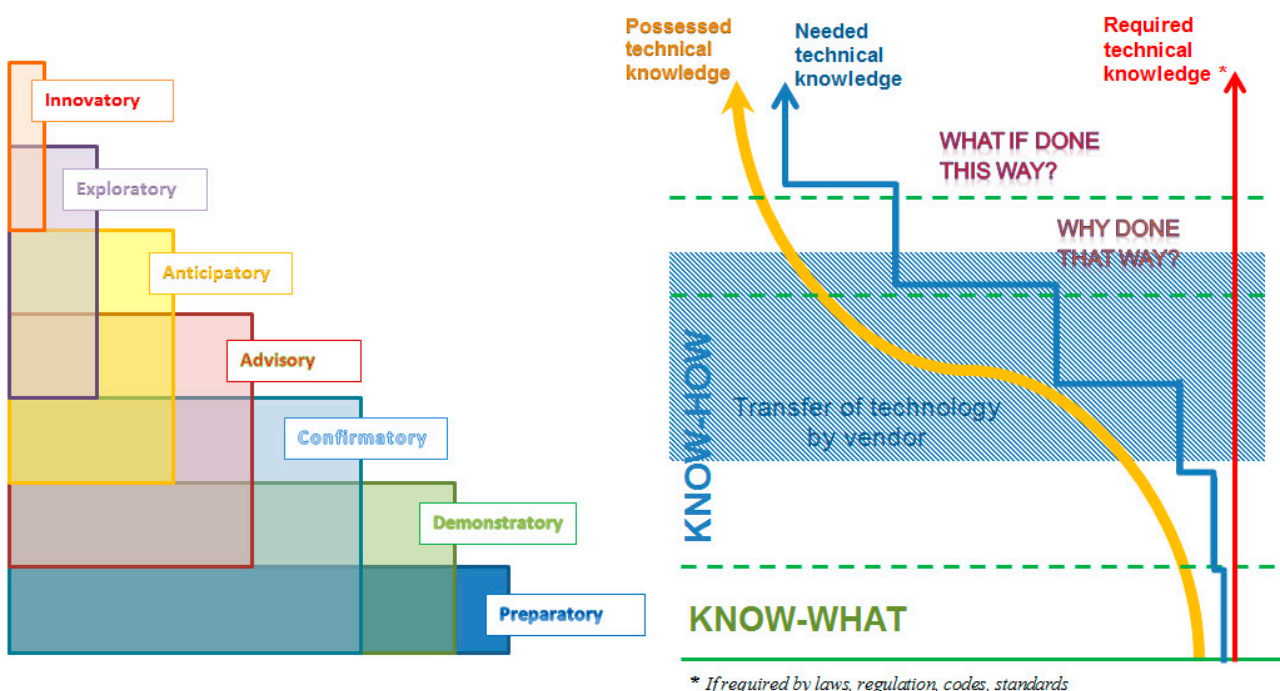 Innovatory
Exploratory
Anticipatory
Advisory
Confirmatory
Demonstratory
Preparatory
Possessed
technical
knowledge
Needed
technical
knowledge
Required
technical
knowledge *
WHAT IF DONE
THIS WAY?
WHY DONE
THAT WAY?
KNOW-HOW
Transfer of technology
by vendor
KNOW-WHAT
* If required by laws, regulation, codes, standards